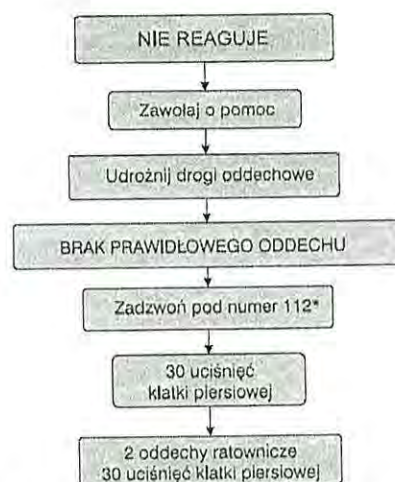 NIE REAGUJE
Zawołaj o pomoc
Udrożnij drogi oddechowe
BRAK PRAWIDŁOWEGO ODDECHU
Zadzwoń pod numer 112*
30 uciśnięć
klatki piersiowej
2 oddechy ratownicze
30 uciśnięć klatki piersiowej